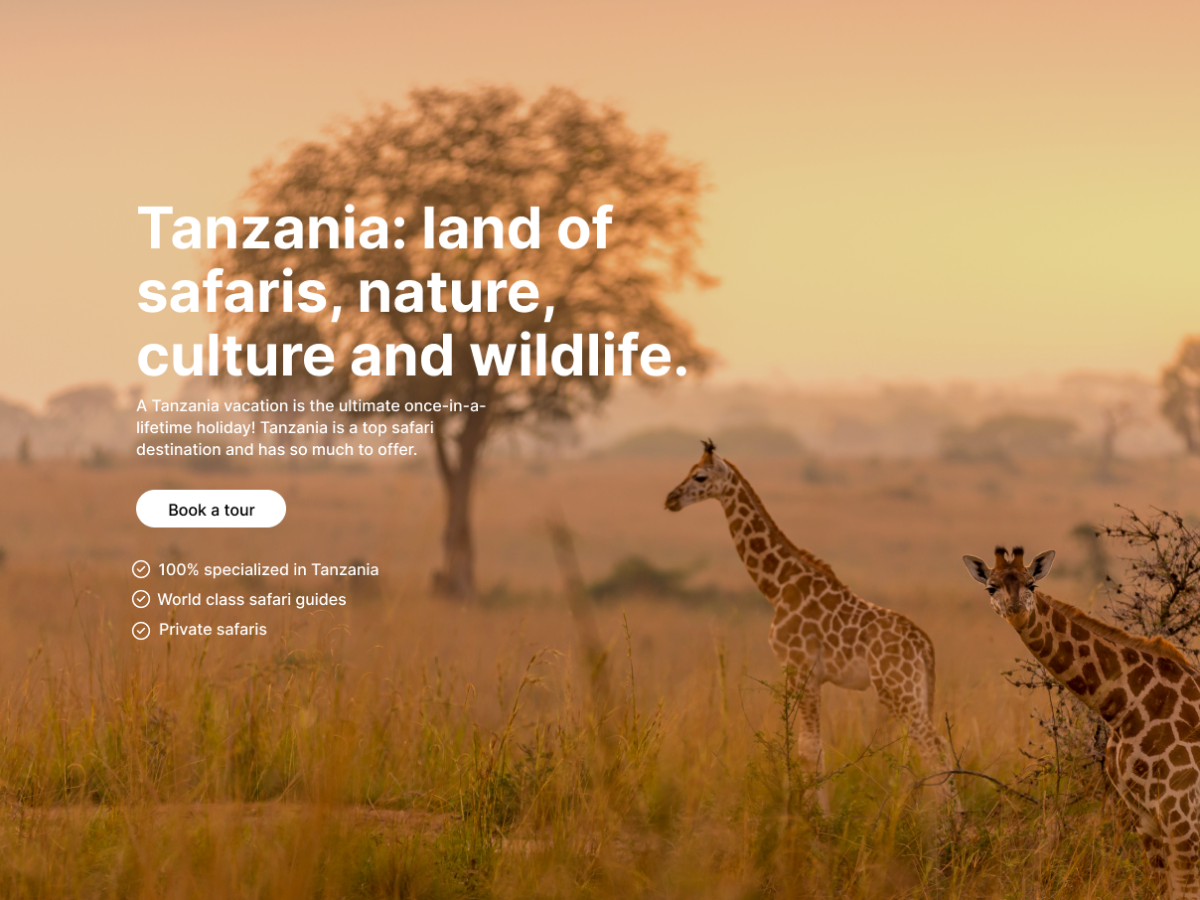 Tanzania: land of
safaris, nature,
culture and wildlife.
A Tanzania vacation is the ultimate once-in-a-
lifetime holiday! Tanzania is a top safari
destination and has so much to offer.
Book a tour
100% specialized in Tanzania
World class safari guides
Private safaris